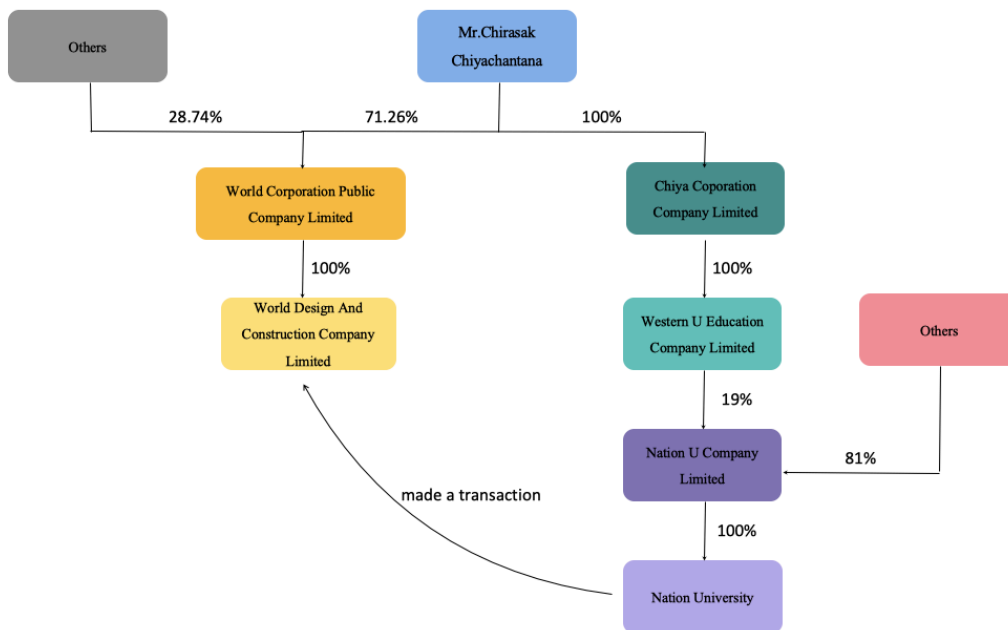 Others
Mr.Chirasak
Chiyachantana
28.74%
71.26%
100%
World Corporation Public
Company Limited
Chiya Coporation
Company Limited
100%
100%
World Design And
Construction Company
Limited
Western U Education
Company Limited
Others
19%
Nation U Company
Limited
81%
made a transaction
100%
Nation University